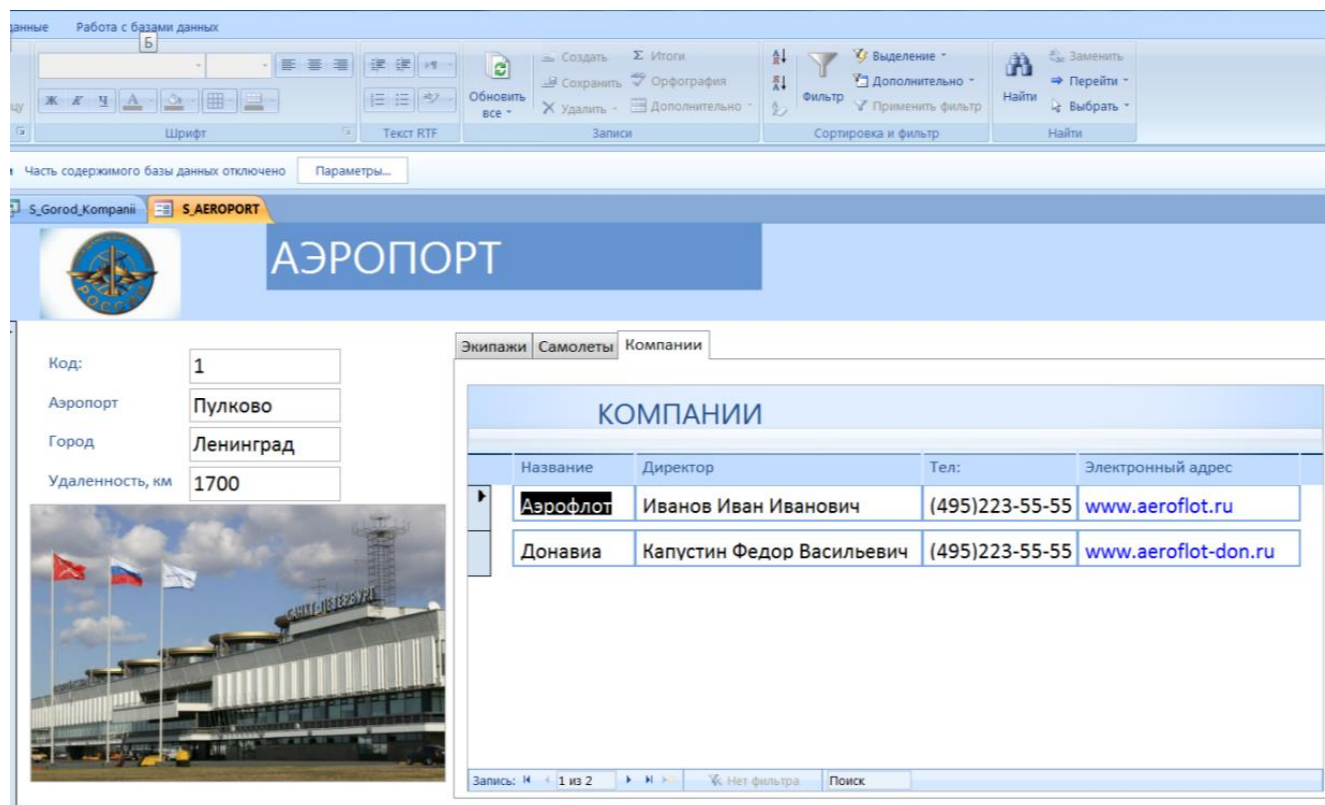 данные Работа с базами данных
Б
Создать Σ Итоги Выделение Заменить
Сохранить Орфография Дополнительно Перейти
Ж К Ч А Обновить все Удалить Дополнительно Фильтр Применить фильтр Найти Выбрать
Шрифт Текст RTF Записи Сортировка и фильтр Найти
Часть содержимого базы данных отключено Параметры...
S_Gorod_Kompanii S_AEROPORT
РОССИЯ
АЭРОПОРТ
Экипажи Самолеты Компании
Код: 1
Аэропорт Пулково
Город Ленинград
Удаленность, км 1700
САНКТ-ПЕТЕРБУРГ
КОМПАНИИ
Название Директор Тел: Электронный адрес
Аэрофлот Иванов Иван Иванович (495)223-55-55 www.aeroflot.ru
Донавиа Капустин Федор Васильевич (495)223-55-55 www.aeroflot-don.ru
Запись: 1 из 2 Нет фильтра Поиск